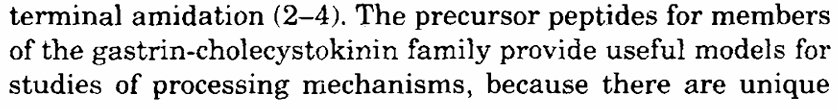 terminal amidation (2–4). The precursor peptides for members
of the gastrin-cholecystokinin family provide useful models for
studies of processing mechanisms, because there are unique